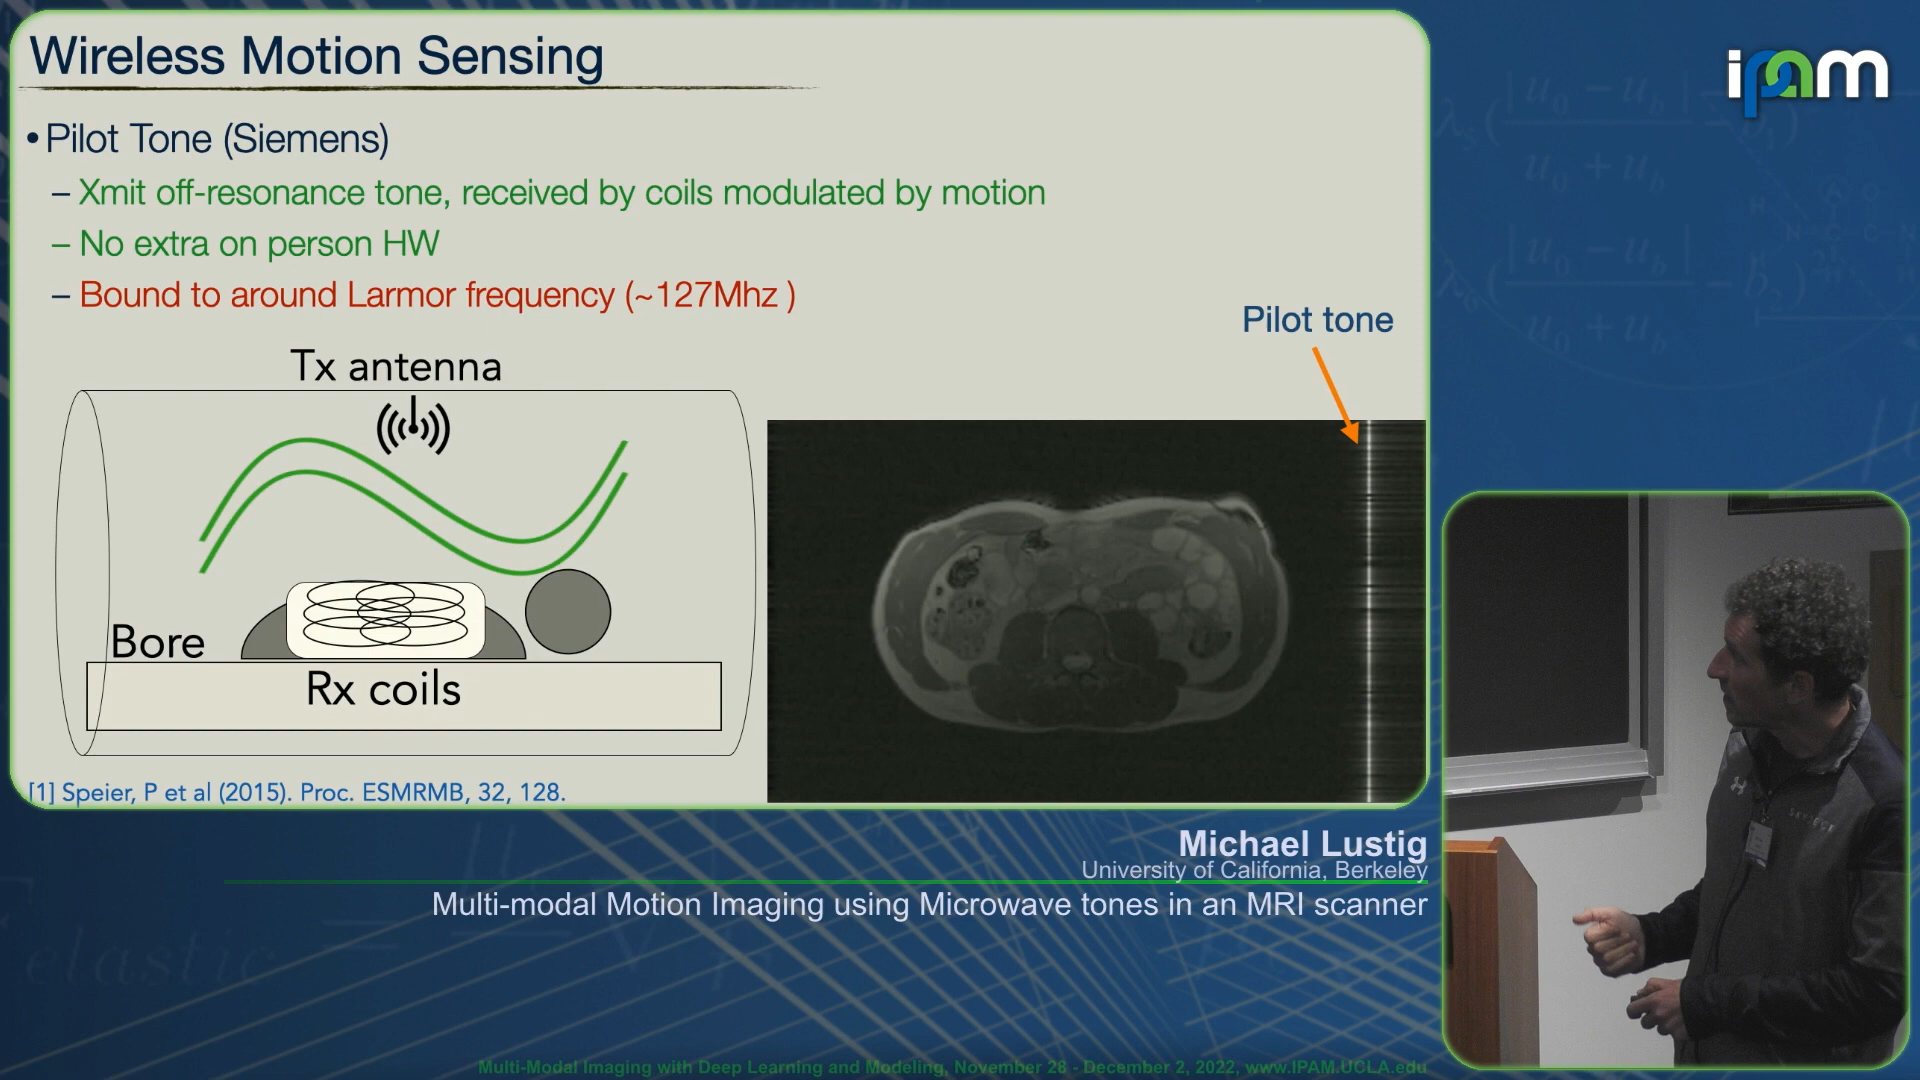 Wireless Motion Sensing
ipam
• Pilot Tone (Siemens)
– Xmit off-resonance tone, received by coils modulated by motion
– No extra on person HW
– Bound to around Larmor frequency (~127Mhz )
Pilot tone
Tx antenna
Bore
Rx coils
[1] Speier, P et al (2015). Proc. ESMRMB, 32, 128.
Michael Lustig
University of California, Berkeley
Multi-modal Motion Imaging using Microwave tones in an MRI scanner
elastic
Multi-Modal Imaging with Deep Learning and Modeling, November 28 - December 2, 2022, www.IPAM.UCLA.edu